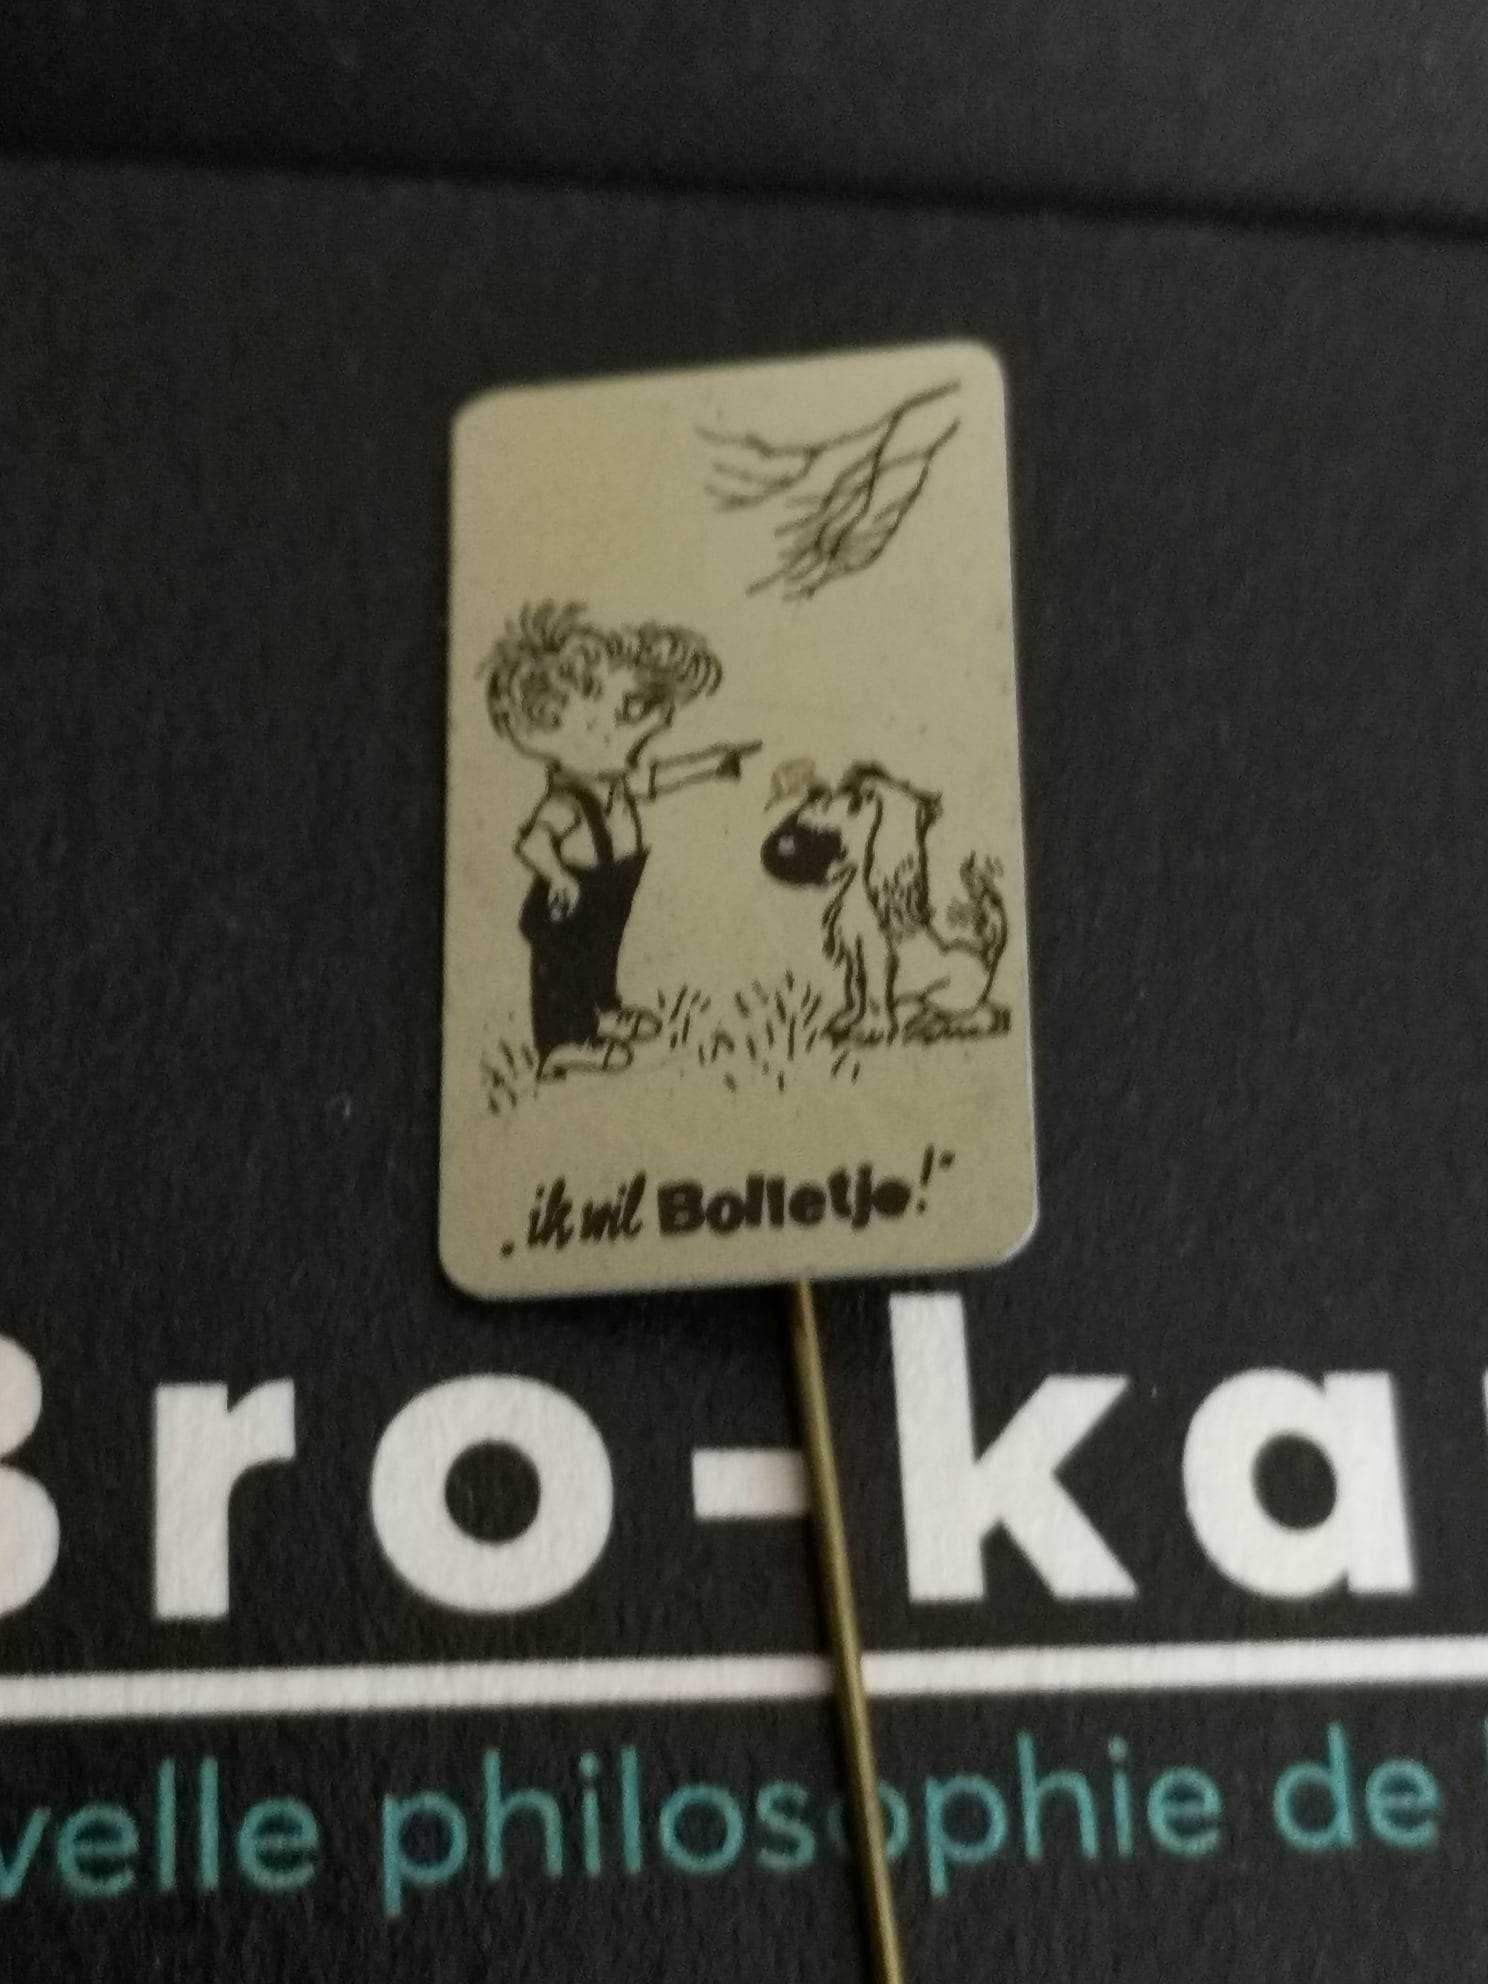 „ik wil Bolletje!"
Bro-ka
velle philosophie de